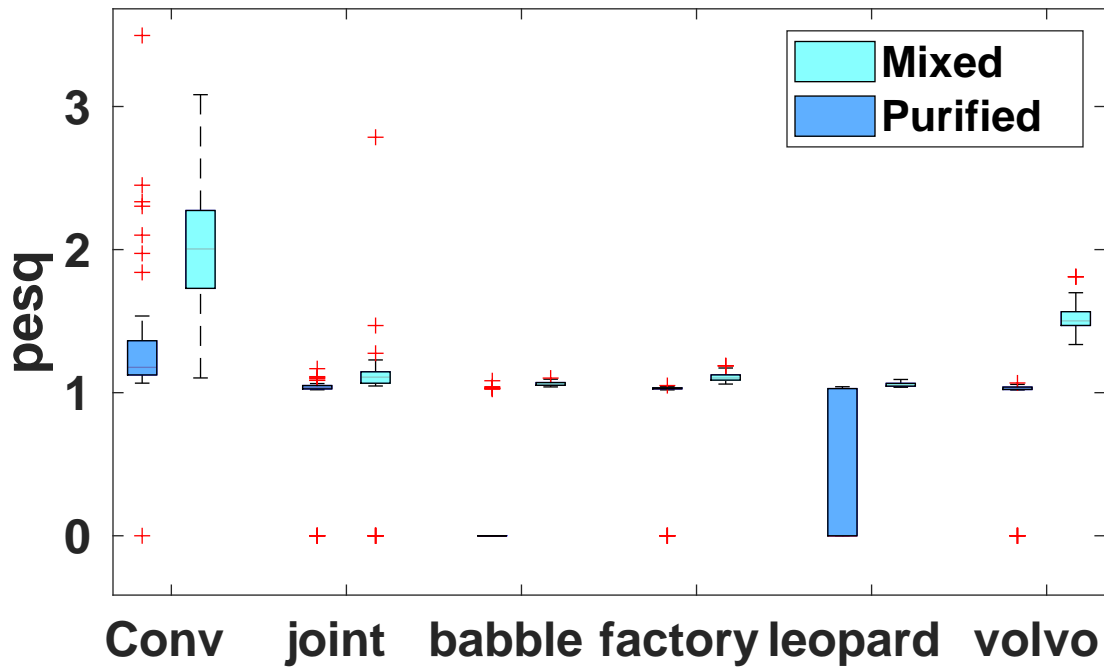 Mixed
Purified
3
2
1
0
pesq
Conv joint babble factory leopard volvo